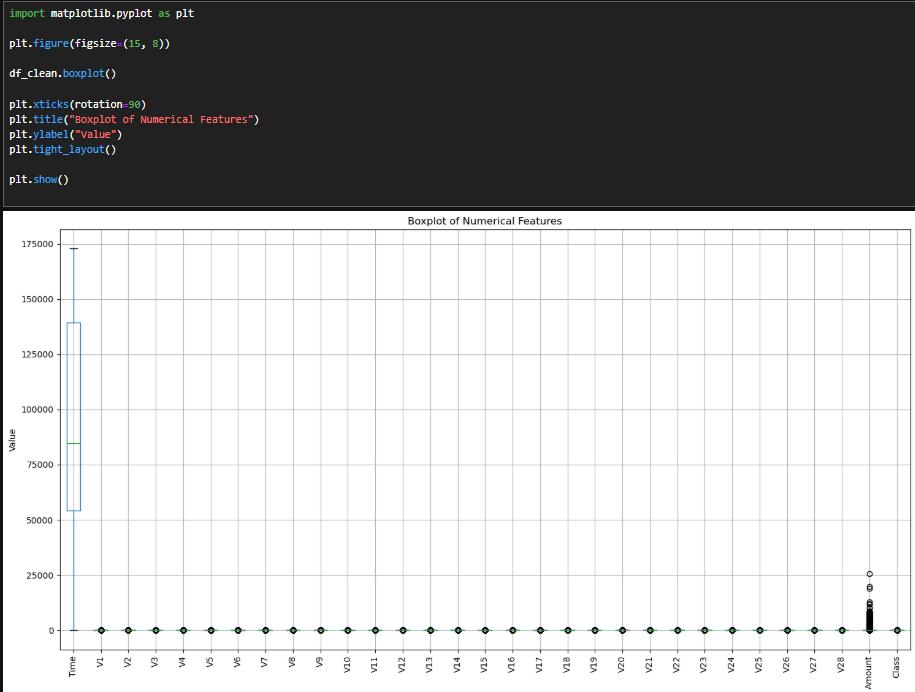 import matplotlib.pyplot as plt
plt.figure(figsize=(15, 8))
df_clean.boxplot()
plt.xticks(rotation=90)
plt.title("Boxplot of Numerical Features")
plt.ylabel("Value")
plt.tight_layout()
plt.show()
Boxplot of Numerical Features
175000
150000
125000
100000
75000
50000
25000
0
Value
Time
V1
V2
V3
V4
V5
V6
V7
V8
V9
V10
V11
V12
V13
V14
V15
V16
V17
V18
V19
V20
V21
V22
V23
V24
V25
V26
V27
V28
Amount
Class